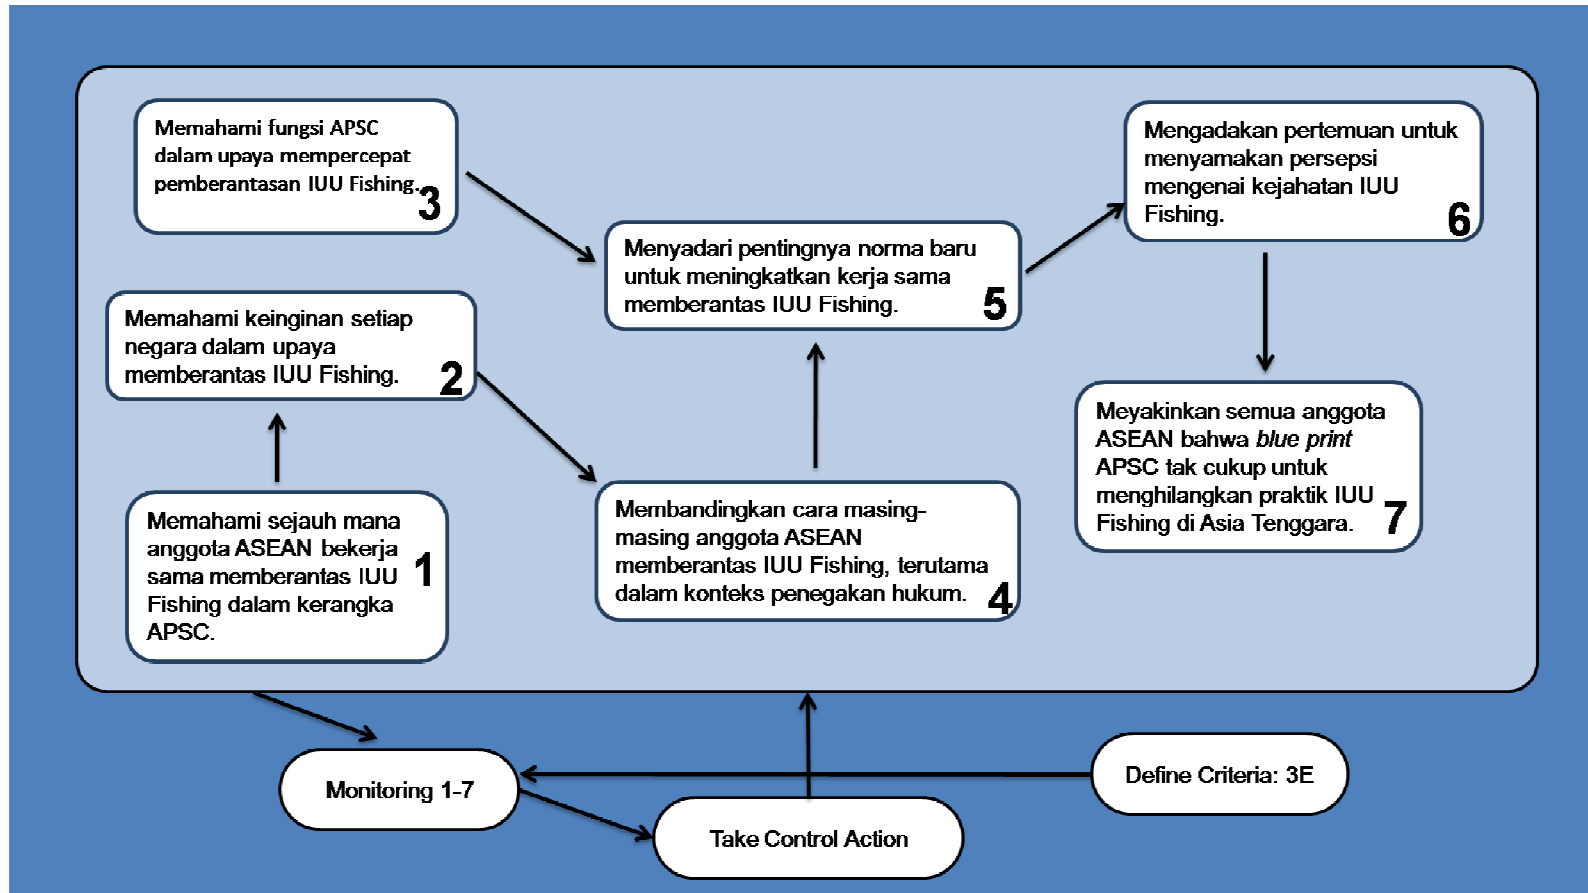 Memahami fungsi APSC
dalam upaya mempercepat
pemberantasan IUU Fishing.
3
Memahami keinginan setiap
negara dalam upaya
memberantas IUU Fishing.
2
Memahami sejauh mana
anggota ASEAN bekerja
sama memberantas IUU
Fishing dalam kerangka
APSC.
1
Menyadari pentingnya norma baru
untuk meningkatkan kerja sama
memberantas IUU Fishing.
5
Membandingkan cara masing-
masing anggota ASEAN
memberantas IUU Fishing, terutama
dalam konteks penegakan hukum.
4
Mengadakan pertemuan untuk
menyamakan persepsi
mengenai kejahatan IUU
Fishing.
6
Meyakinkan semua anggota
ASEAN bahwa blue print
APSC tak cukup untuk
menghilangkan praktik IUU
Fishing di Asia Tenggara.
7
Monitoring 1-7
Take Control Action
Define Criteria: 3E